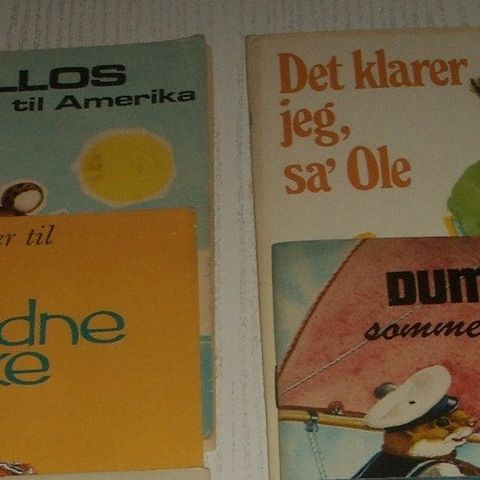 LLOS
til Amerika
er til
dne
ke
Det klarer
jeg,
sa' Ole
DUM
somme